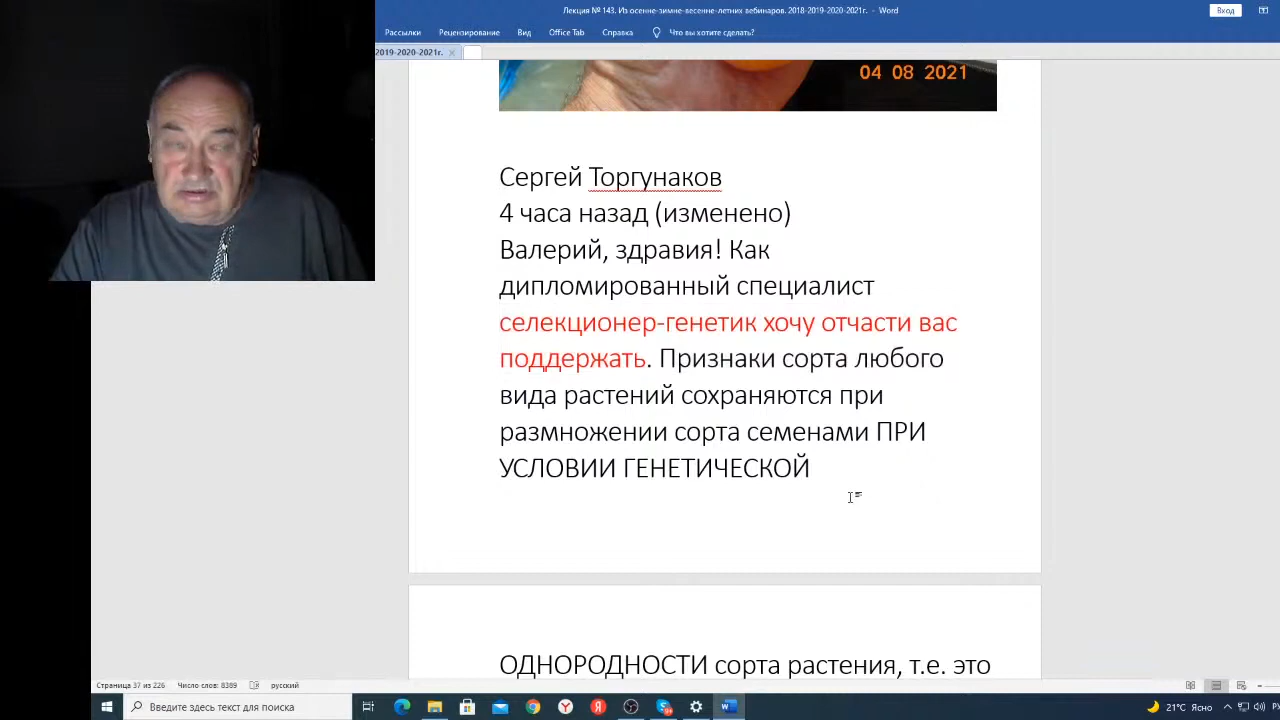 Лекция № 143. Из осенне-зимне-весенне-летних вебинаров. 2018-2019-2020-2021г. - Word
Вход
Рассылки Рецензирование Вид Office Tab Справка Что вы хотите сделать?
2019-2020-2021г.
04 08 2021
Сергей Торгунаков
4 часа назад (изменено)
Валерий, здравия! Как
дипломированный специалист
селекционер-генетик хочу отчасти вас
поддержать. Признаки сорта любого
вида растений сохраняются при
размножении сорта семенами ПРИ
УСЛОВИИ ГЕНЕТИЧЕСКОЙ
ОДНОРОДНОСТИ сорта растения, т.е. это
Страница 37 из 226 Число слов: 8389 русский
Введите здесь текст для поиска
21°C Ясно